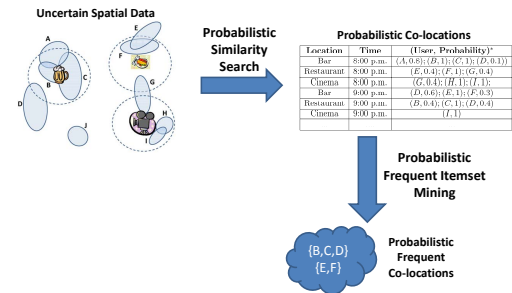 Uncertain Spatial Data
A
B
C
D
E
F
G
H
I
J
Probabilistic
Similarity
Search
Probabilistic Co-locations
Location Time (User, Probability)*
Bar 8:00 p.m. (A, 0.8); (B, 1); (C, 1); (D, 0.1))
Restaurant 8:00 p.m. (E, 0.4); (F, 1); (G, 0.4)
Cinema 8:00 p.m. (G, 0.4); (H, 1); (I, 1);
Bar 9:00 p.m. (D, 0.6); (E, 1); (F, 0.3)
Restaurant 9:00 p.m. (B, 0.4); (C, 1); (D, 0.4)
Cinema 9:00 p.m. (I, 1)
Probabilistic
Frequent Itemset
Mining
{B,C,D}
{E,F}
Probabilistic
Frequent
Co-locations